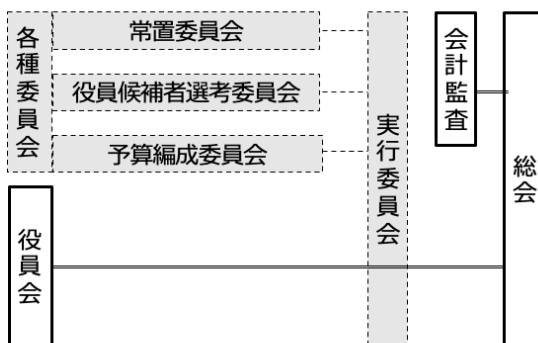 各種委員会
常置委員会
役員候補者選考委員会
予算編成委員会
実行委員会
会計監査
総会
役員会